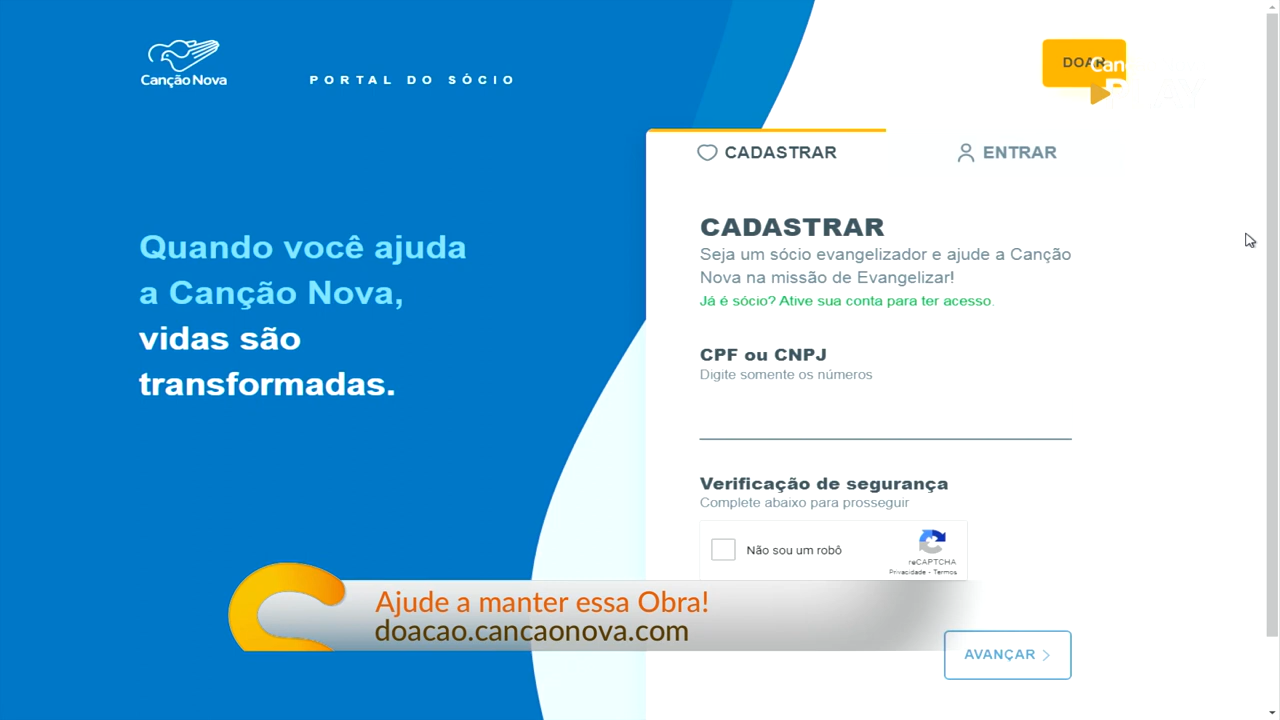 Canção Nova
PORTAL DO SÓCIO
DOAR
CADASTRAR
ENTRAR
Quando você ajuda
a Canção Nova,
vidas são
transformadas.
CADASTRAR
Seja um sócio evangelizador e ajude a Canção
Nova na missão de Evangelizar!
Já é sócio? Ative sua conta para ter acesso.
CPF ou CNPJ
Digite somente os números
Verificação de segurança
Complete abaixo para prosseguir
Não sou um robô
reCAPTCHA
Privacidade - Termos
Ajude a manter essa Obra!
doacao.cancaonova.com
AVANÇAR